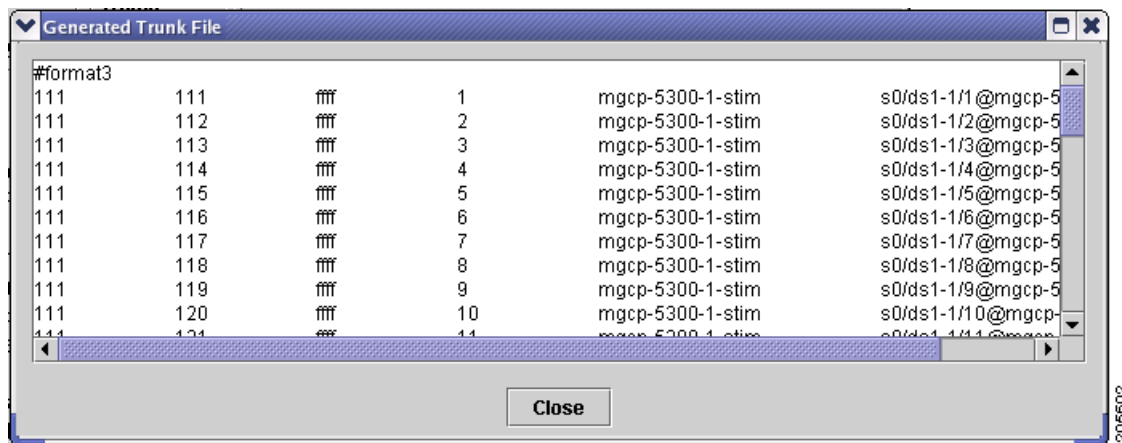 Generated Trunk File
#format3
111 111 ffff 1 mgcp-5300-1-stim s0/ds1-1/1@mgcp-5
111 112 ffff 2 mgcp-5300-1-stim s0/ds1-1/2@mgcp-5
111 113 ffff 3 mgcp-5300-1-stim s0/ds1-1/3@mgcp-5
111 114 ffff 4 mgcp-5300-1-stim s0/ds1-1/4@mgcp-5
111 115 ffff 5 mgcp-5300-1-stim s0/ds1-1/5@mgcp-5
111 116 ffff 6 mgcp-5300-1-stim s0/ds1-1/6@mgcp-5
111 117 ffff 7 mgcp-5300-1-stim s0/ds1-1/7@mgcp-5
111 118 ffff 8 mgcp-5300-1-stim s0/ds1-1/8@mgcp-5
111 119 ffff 9 mgcp-5300-1-stim s0/ds1-1/9@mgcp-5
111 120 ffff 10 mgcp-5300-1-stim s0/ds1-1/10@mgcp-
Close